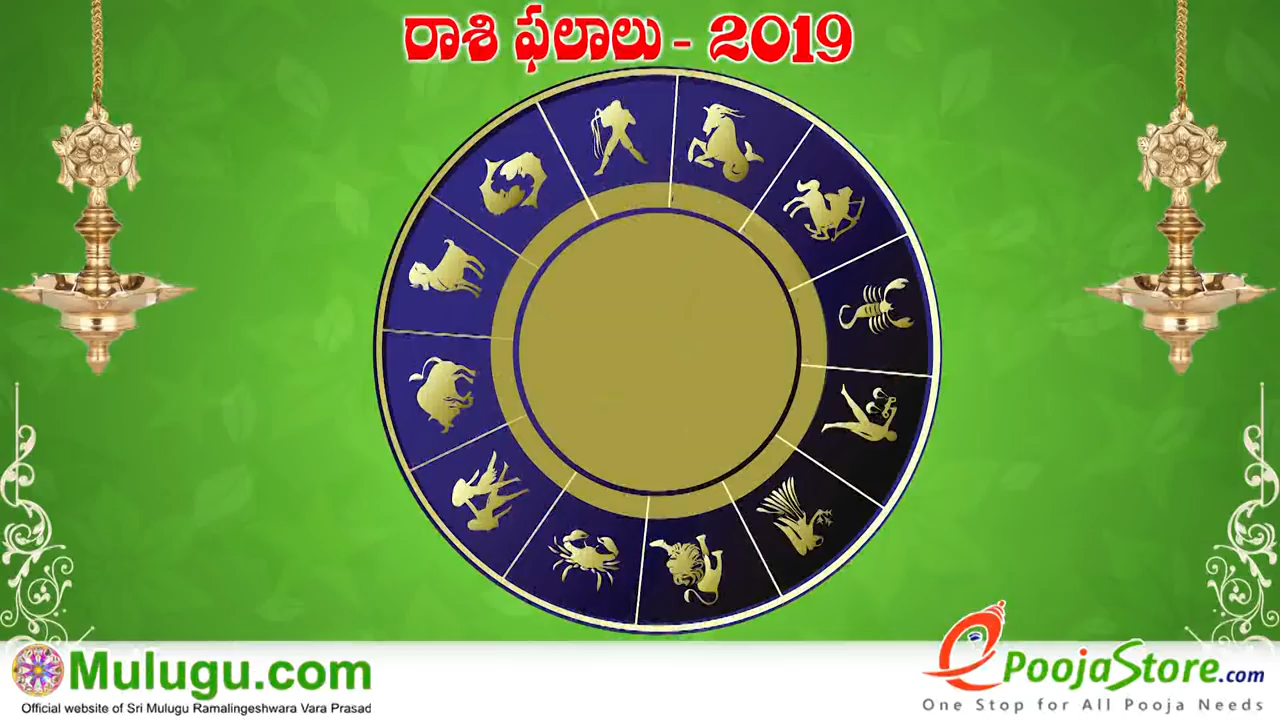 రాశి ఫలాలు - 2019
Mulugu.com
Official website of Sri Mulugu Ramalingeshwara Vara Prasad
ePoojaStore.com
One Stop for All Pooja Needs